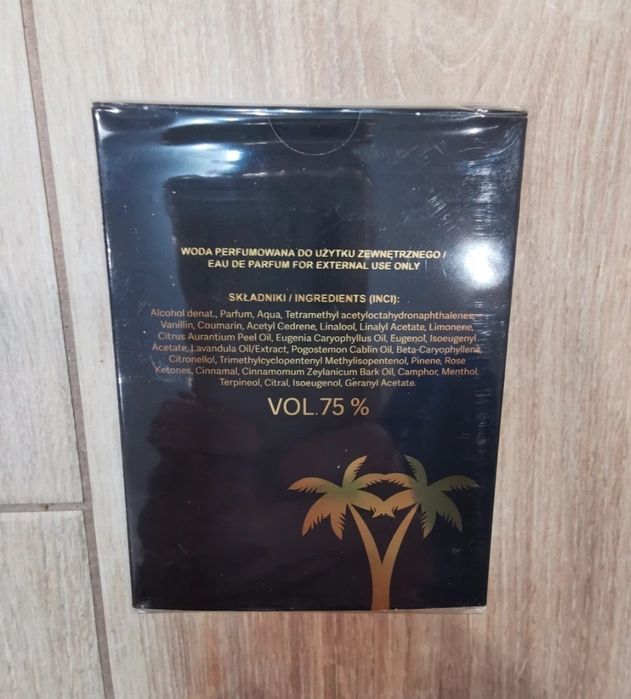 WODA PERFUMOWANA DO UŻYTKU ZEWNĘTRZNEGO /
EAU DE PARFUM FOR EXTERNAL USE ONLY
SKŁADNIKI / INGREDIENTS (INCI):
Alcohol denat., Parfum, Aqua, Tetramethyl acetyloctahydronaphthalenes,
Vanillin, Coumarin, Acetyl Cedrene, Linalool, Linalyl Acetate, Limonene,
Citrus Aurantium Peel Oil, Eugenia Caryophyllus Oil, Eugenol, Isoeugenyl
Acetate, Lavandula Oil/Extract, Pogostemon Cablin Oil, Beta-Caryophyllene,
Citronellol, Trimethylcyclopentenyl Methylisopentenol, Pinene, Rose
Ketones, Cinnamal, Cinnamomum Zeylanicum Bark Oil, Camphor, Menthol,
Terpineol, Citral, Isoeugenol, Geranyl Acetate.
VOL.75 %